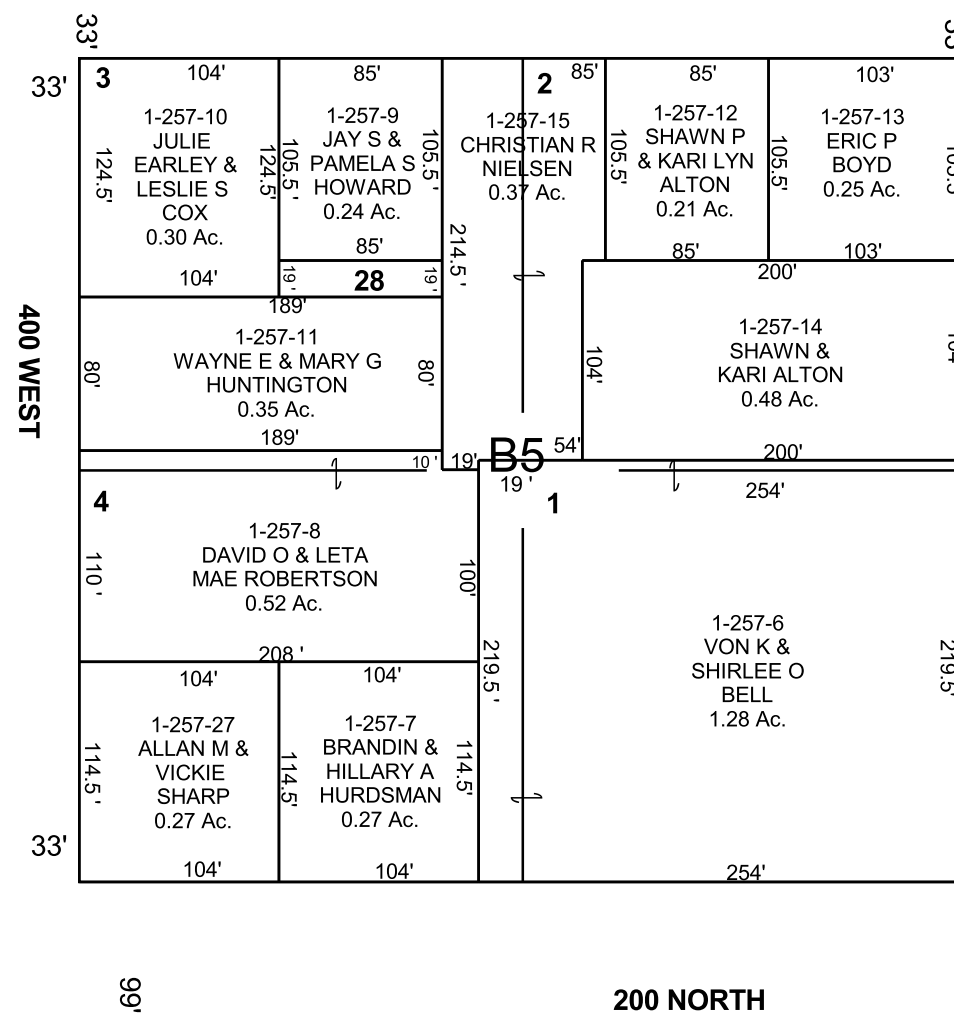 33'
33'
33'
3
104'
85'
2
85'
85'
103'
1-257-10
JULIE
EARLEY &
LESLIE S
COX
0.30 Ac.
124.5'
124.5'
104'
1-257-9
JAY S &
PAMELA S
HOWARD
0.24 Ac.
105.5 '
105.5 '
85'
19 '
28
19 '
1-257-15
CHRISTIAN R
NIELSEN
0.37 Ac.
214.5 '
1-257-12
SHAWN P
& KARI LYN
ALTON
0.21 Ac.
105.5'
105.5'
85'
1-257-13
ERIC P
BOYD
0.25 Ac.
103'
200'
189'
1-257-11
WAYNE E & MARY G
HUNTINGTON
0.35 Ac.
80'
80'
189'
400 WEST
1-257-14
SHAWN &
KARI ALTON
0.48 Ac.
104'
104'
200'
10 '
19'
B5
54'
19 '
4
1
254'
1-257-8
DAVID O & LETA
MAE ROBERTSON
0.52 Ac.
110 '
100'
208 '
1-257-6
VON K &
SHIRLEE O
BELL
1.28 Ac.
219.5 '
219.5'
104'
104'
1-257-27
ALLAN M &
VICKIE
SHARP
0.27 Ac.
114.5 '
114.5'
1-257-7
BRANDIN &
HILLARY A
HURDSMAN
0.27 Ac.
114.5'
33'
104'
104'
254'
99'
200 NORTH